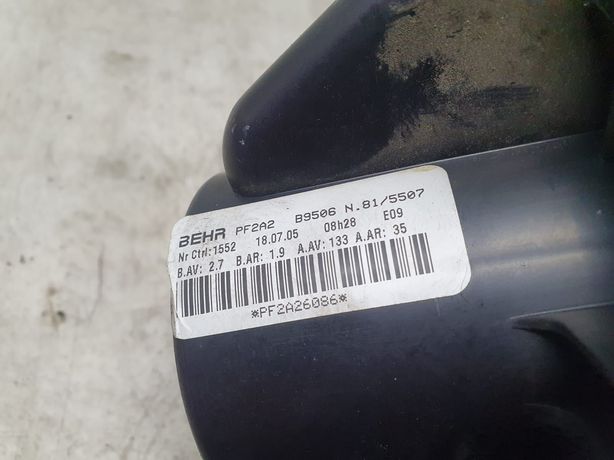 BEHR PF2A2 B9506 N.81/5507
Nr Ctrl:1552 18.07.05 08h28 E09
B.AV: 2.7 B.AR: 1.9 A.AV: 133 A.AR: 35
*PF2A26086*